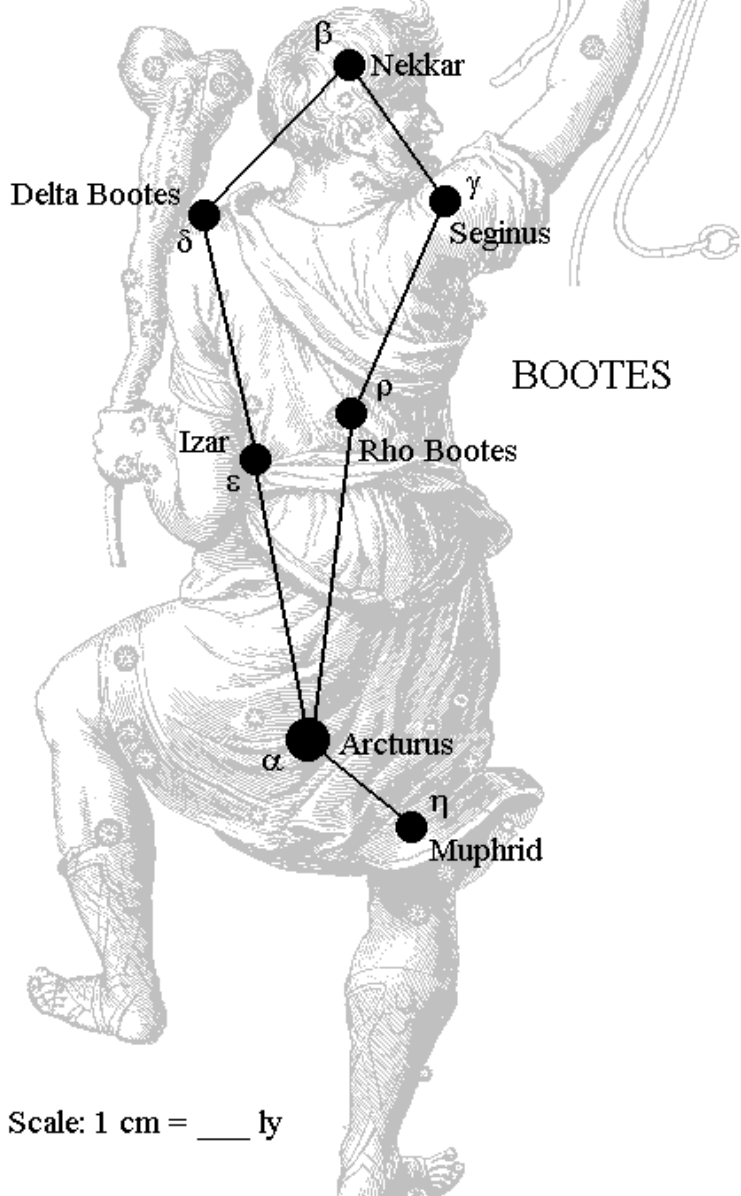 β
Nekkar
Delta Bootes
γ
δ
Seginus
BOOTES
ρ
Izar
Rho Bootes
ε
Arcturus
α
η
Muphrid
Scale: 1 cm = ___ ly